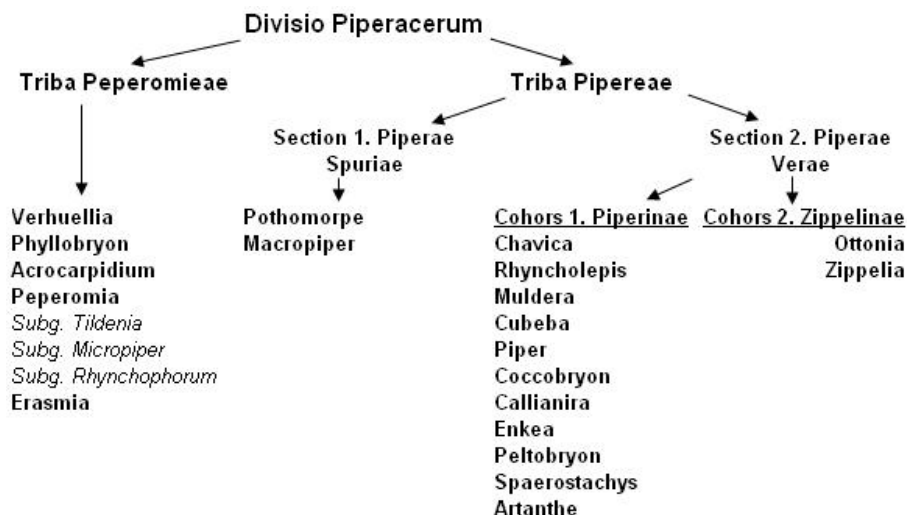 Divisio Piperacerum
Triba Peperomieae
Triba Pipereae
Section 1. Piperae
Spuriae
Section 2. Piperae
Verae
Verhuellia
Phyllobryon
Acrocarpidium
Peperomia
Subg. Tildenia
Subg. Micropiper
Subg. Rhynchophorum
Erasmia
Pothomorpe
Macropiper
Cohors 1. Piperinae
Chavica
Rhyncholepis
Muldera
Cubeba
Piper
Coccobryon
Callianira
Enkea
Peltobryon
Spaerostachys
Artanthe
Cohors 2. Zippelinae
Ottonia
Zippelia